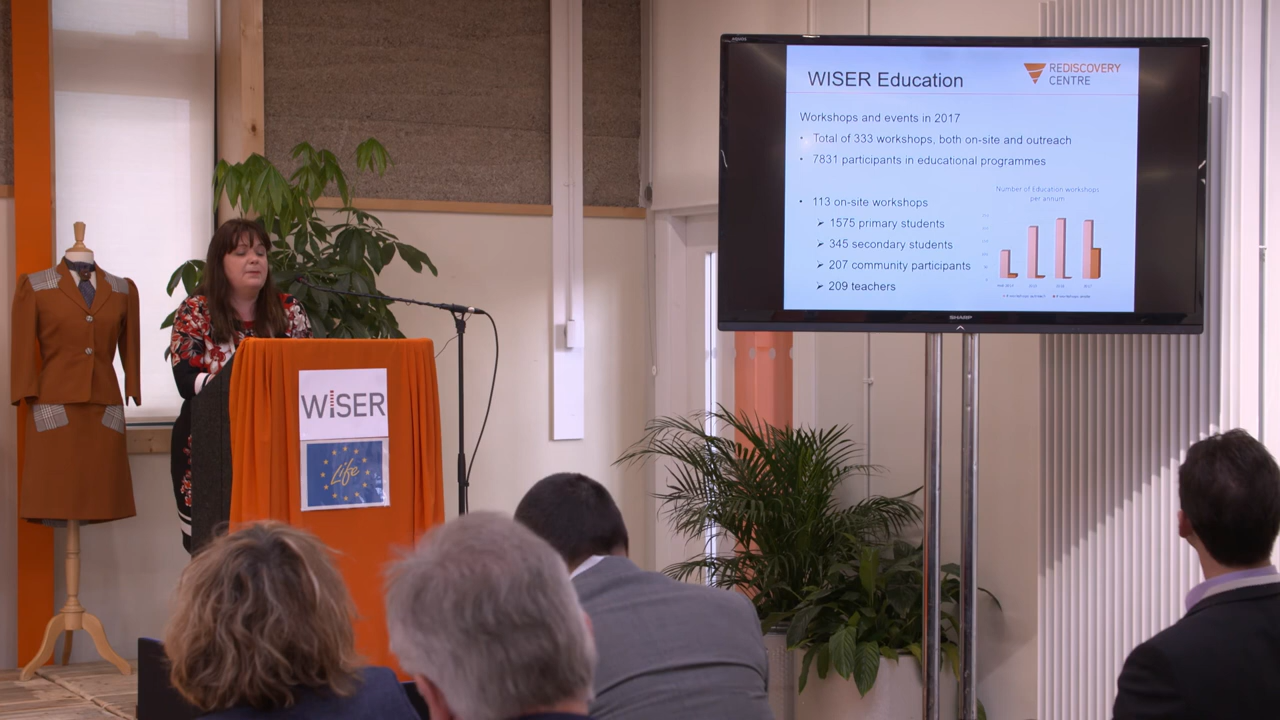 WISER Education
REDISCOVERY
CENTRE
Workshops and events in 2017
• Total of 333 workshops, both on-site and outreach
• 7831 participants in educational programmes
• 113 on-site workshops
➢ 1575 primary students
➢ 345 secondary students
➢ 207 community participants
➢ 209 teachers
Number of Education workshops
per annum
SHARP
WiSER
Life